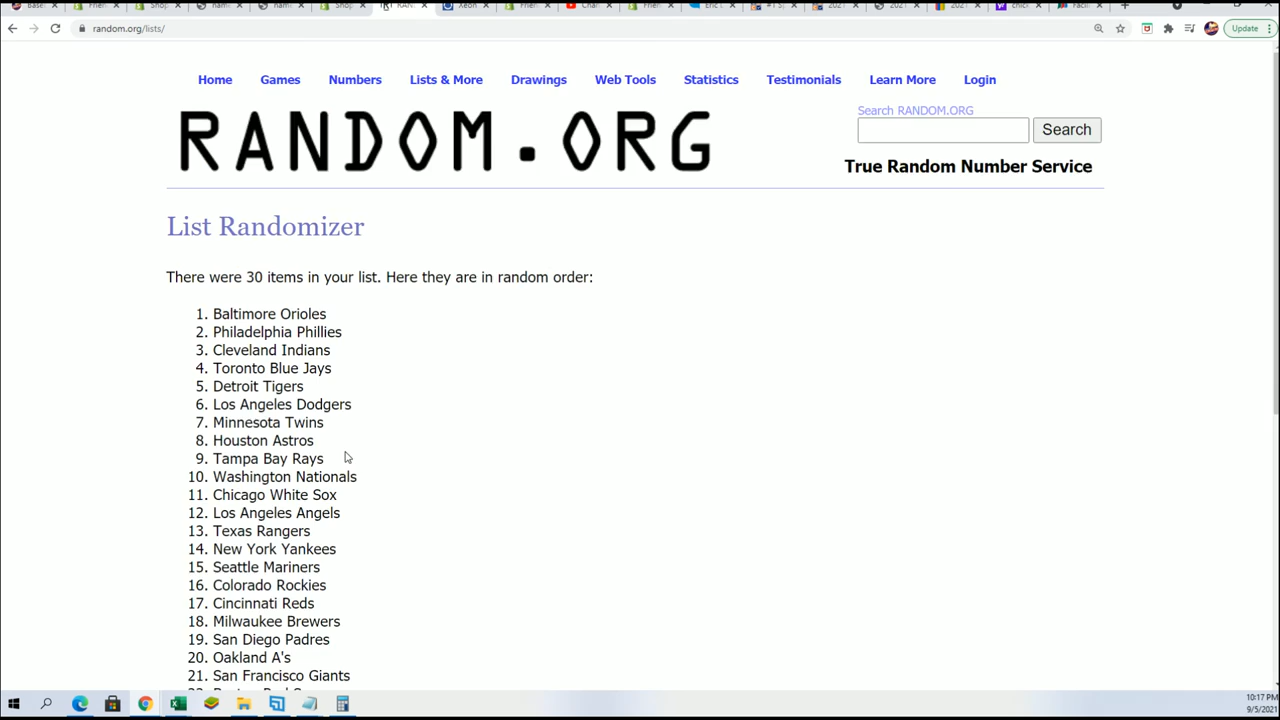 random.org/lists/
Update
Home Games Numbers Lists & More Drawings Web Tools Statistics Testimonials Learn More Login
RANDOM.ORG
Search RANDOM.ORG
Search
True Random Number Service
List Randomizer
There were 30 items in your list. Here they are in random order:
1. Baltimore Orioles
2. Philadelphia Phillies
3. Cleveland Indians
4. Toronto Blue Jays
5. Detroit Tigers
6. Los Angeles Dodgers
7. Minnesota Twins
8. Houston Astros
9. Tampa Bay Rays
10. Washington Nationals
11. Chicago White Sox
12. Los Angeles Angels
13. Texas Rangers
14. New York Yankees
15. Seattle Mariners
16. Colorado Rockies
17. Cincinnati Reds
18. Milwaukee Brewers
19. San Diego Padres
20. Oakland A's
21. San Francisco Giants
10:17 PM
9/5/2021